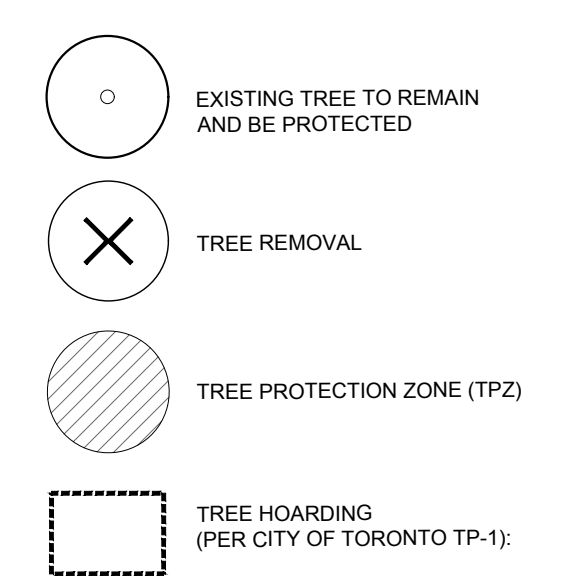 EXISTING TREE TO REMAIN
AND BE PROTECTED
TREE REMOVAL
TREE PROTECTION ZONE (TPZ)
TREE HOARDING
(PER CITY OF TORONTO TP-1):